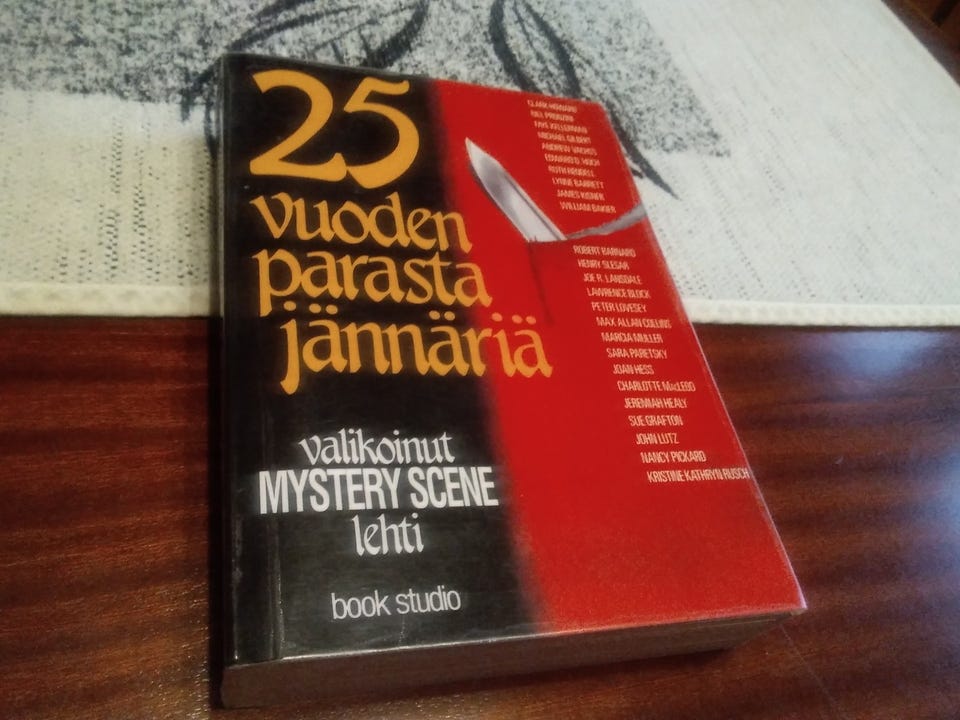 25
vuoden
parasta
jännäriä
valikoinut
MYSTERY SCENE
lehti
book studio
CLARK HOWARD
BILL PRONZINI
FAYE KELLERMAN
MICHAEL GILBERT
ANDREW VACHSS
EDWARD D. HOCH
RUTH RENDELL
LYNNE BARRETT
JAMES KISNER
WILLIAM BAKIER
ROBERT BARNARD
HENRY SLESAR
JOE R. LANSDALE
LAWRENCE BLOCK
PETER LOVESEY
MAX ALLAN COLLINS
MARCIA MULLER
SARA PARETSKY
JOAN HESS
CHARLOTTE MacLEOD
JEREMIAH HEALY
SUE GRAFTON
JOHN LUTZ
NANCY PICKARD
KRISTINE KATHRYN RUSCH